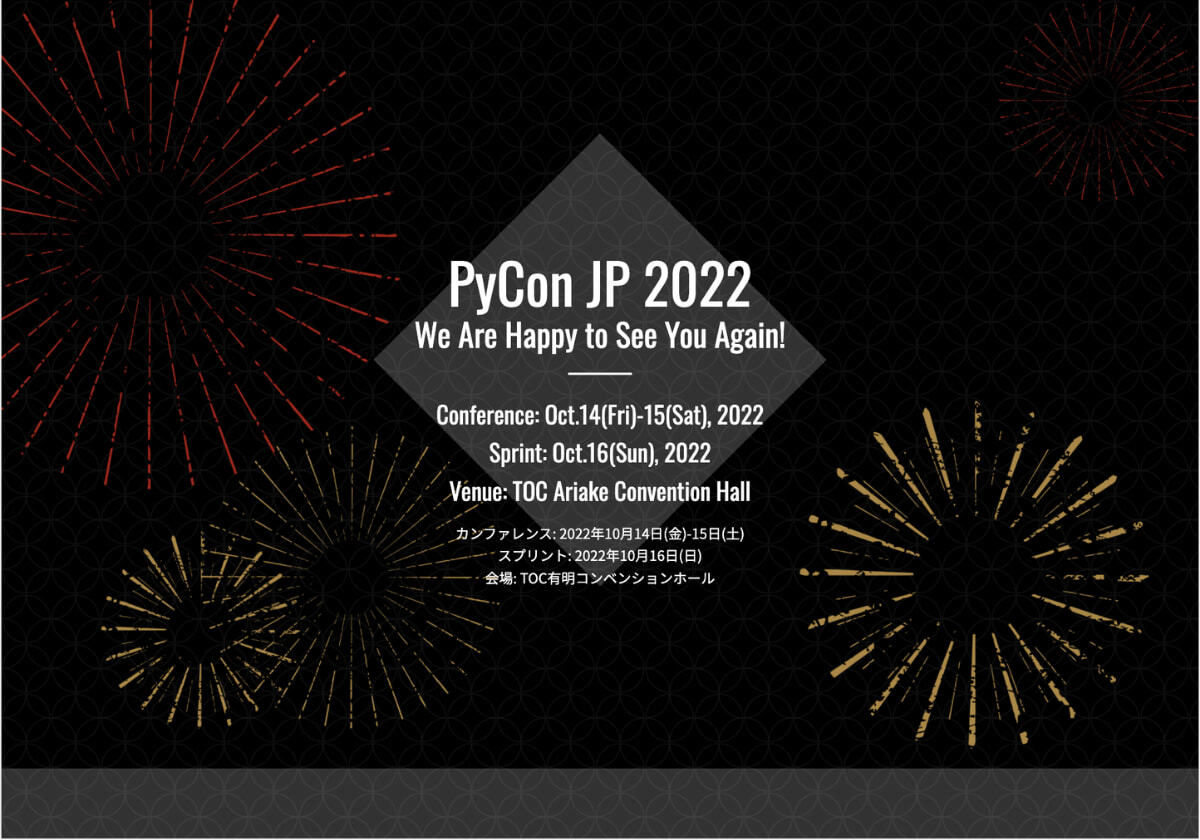 PyCon JP 2022
We Are Happy to See You Again!
Conference: Oct.14(Fri)-15(Sat), 2022
Sprint: Oct.16(Sun), 2022
Venue: TOC Ariake Convention Hall
カンファレンス: 2022年10月14日(金)-15日(土)
スプリント: 2022年10月16日(日)
会場: TOC有明コンベンションホール